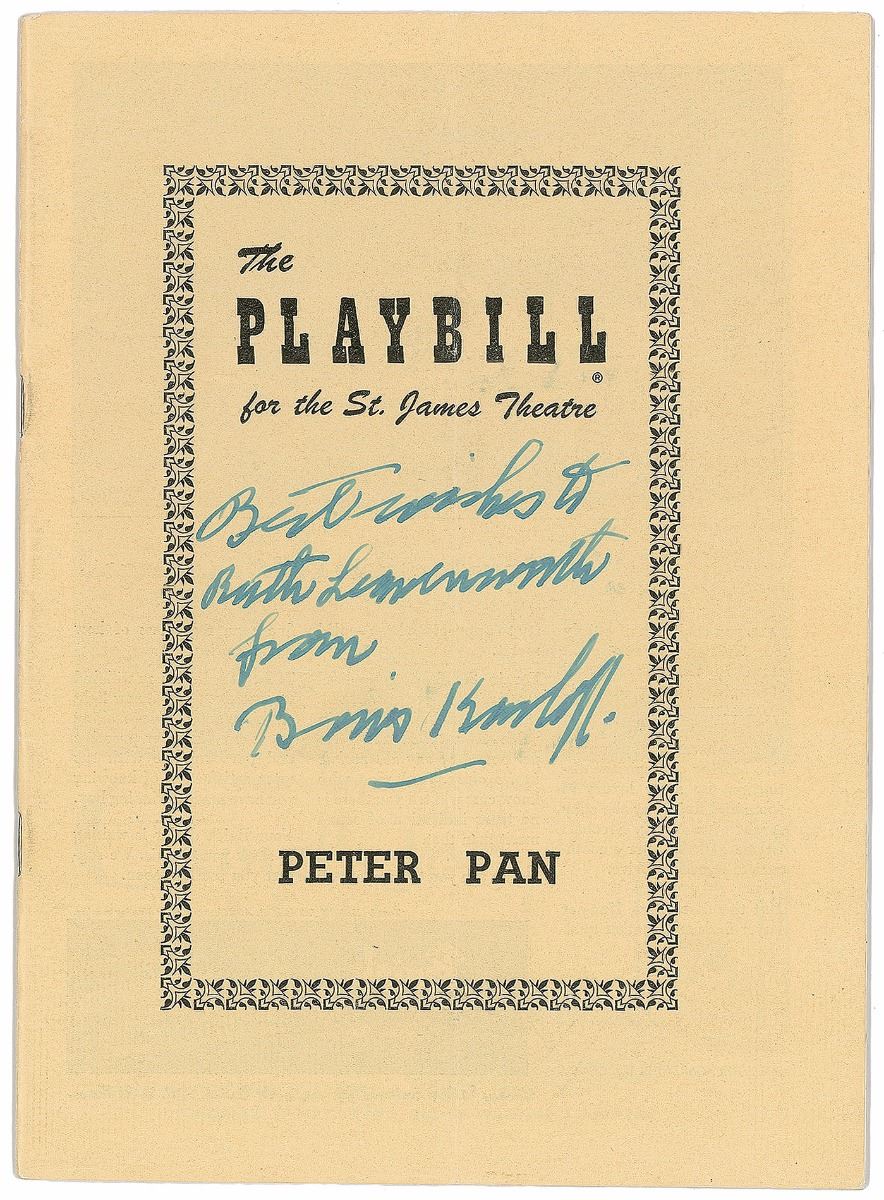 The
PLAYBILL
®
for the St. James Theatre
Best wishes to
Ruth Leavenworth
from
Boris Karloff.
PETER PAN